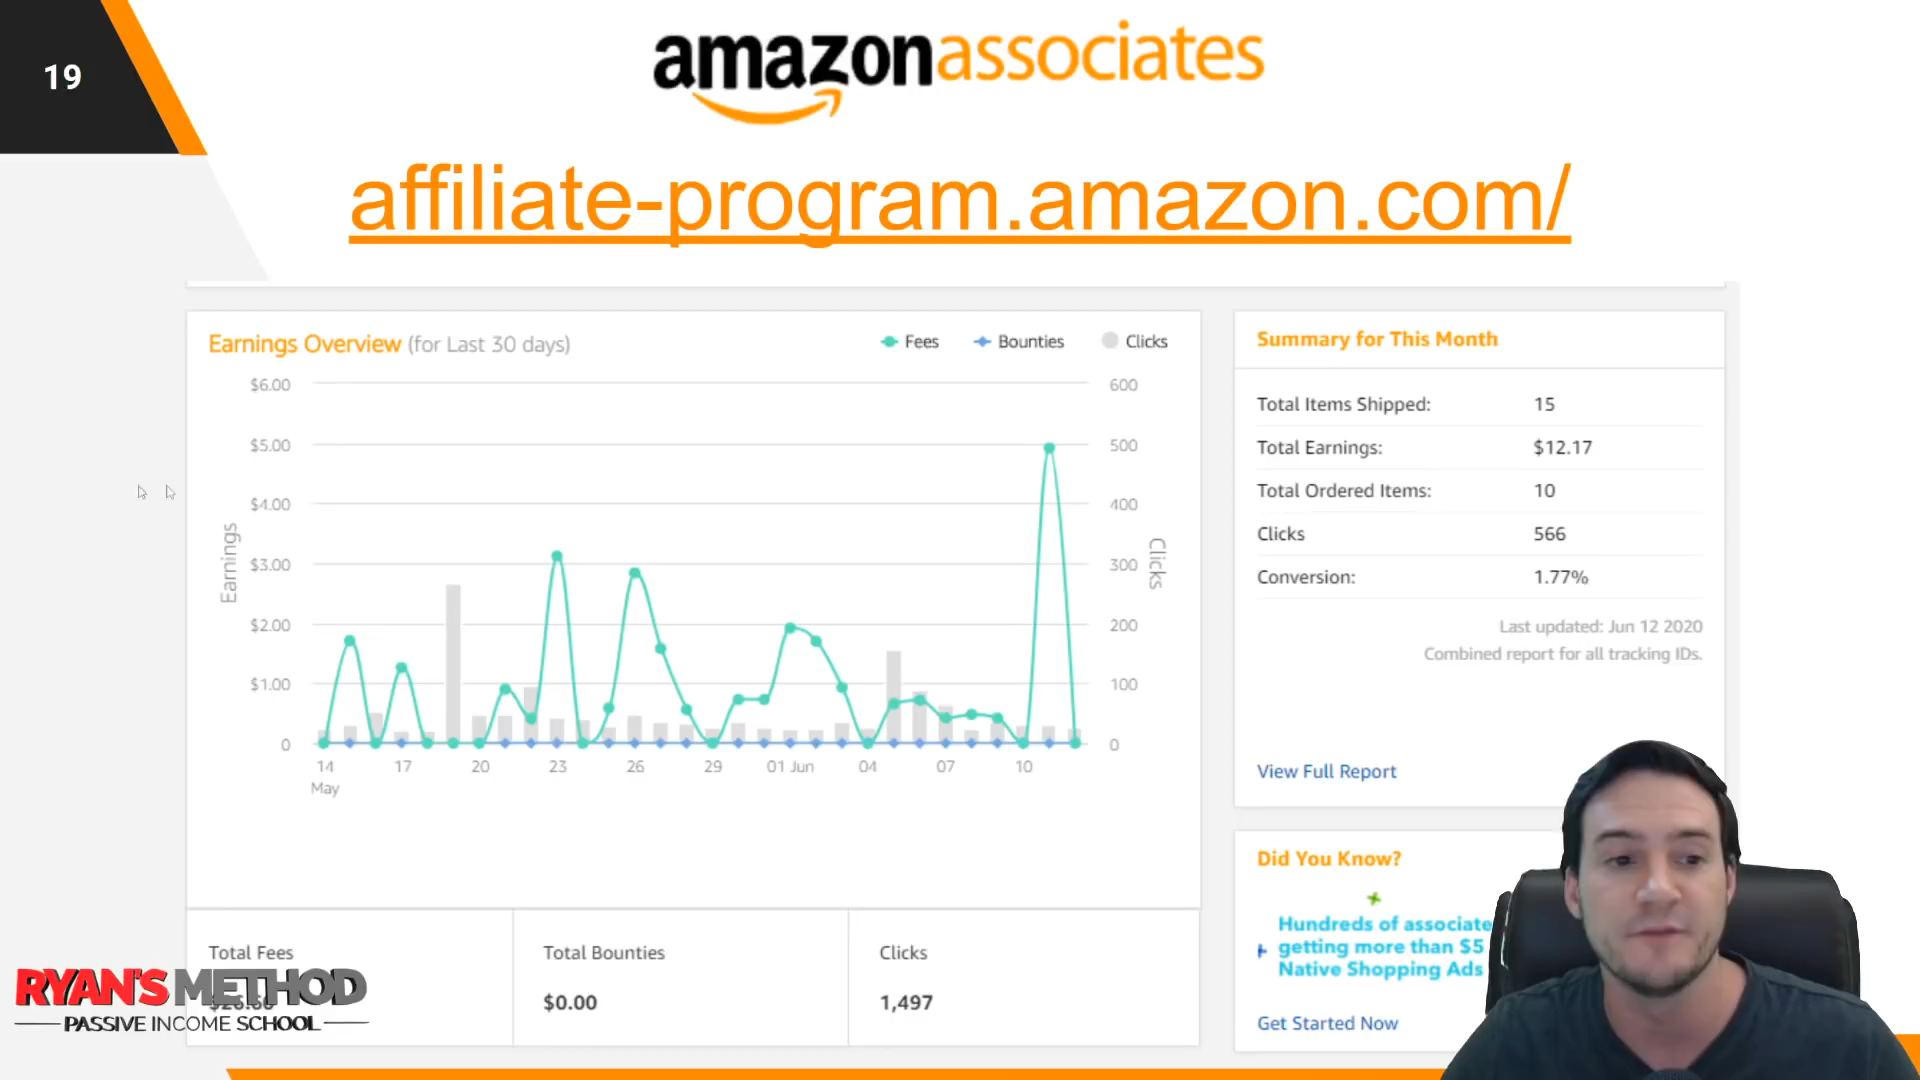 19
amazonassociates
affiliate-program.amazon.com/
Earnings Overview (for Last 30 days)
Fees
Bounties
Clicks
$6.00
$5.00
$4.00
$3.00
$2.00
$1.00
0
Earnings
600
500
400
300
200
100
0
Clicks
14
May
17
20
23
26
29
01 Jun
04
07
10
Total Fees
Total Bounties
$0.00
Clicks
1,497
Summary for This Month
Total Items Shipped: 15
Total Earnings: $12.17
Total Ordered Items: 10
Clicks 566
Conversion: 1.77%
Last updated: Jun 12 2020
Combined report for all tracking IDs.
View Full Report
Did You Know?
Hundreds of associate
getting more than $5
Native Shopping Ads
Get Started Now
RYAN'S METHOD
PASSIVE INCOME SCHOOL